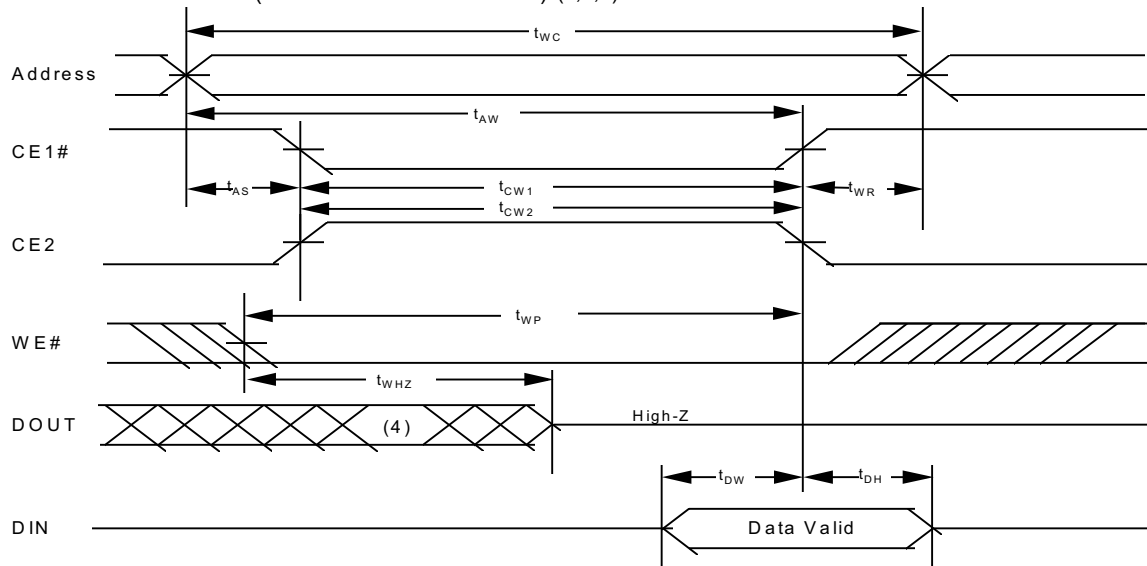 tWC
Address
tAW
CE1#
tAS
tCW1
tWR
tCW2
CE2
tWP
WE#
tWHZ
DOUT
(4)
High-Z
tDW
tDH
DIN
Data Valid